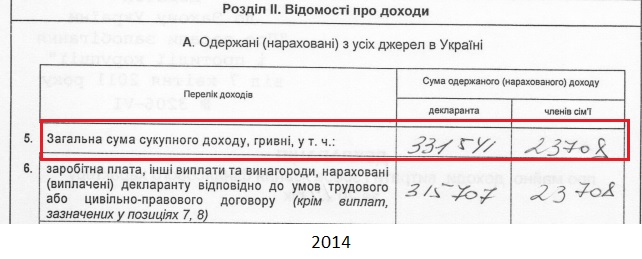 Розділ II. Відомості про доходи
А. Одержані (нараховані) з усіх джерел в Україні
Перелік доходів
Сума одержаного (нарахованого) доходу
декларанта
членів сім'ї
5. Загальна сума сукупного доходу, гривні, у т. ч.: 331541 23708
6. заробітна плата, інші виплати та винагороди, нараховані
(виплачені) декларанту відповідно до умов трудового
або цивільно-правового договору (крім виплат,
зазначених у позиціях 7, 8)
315707 23708
2014